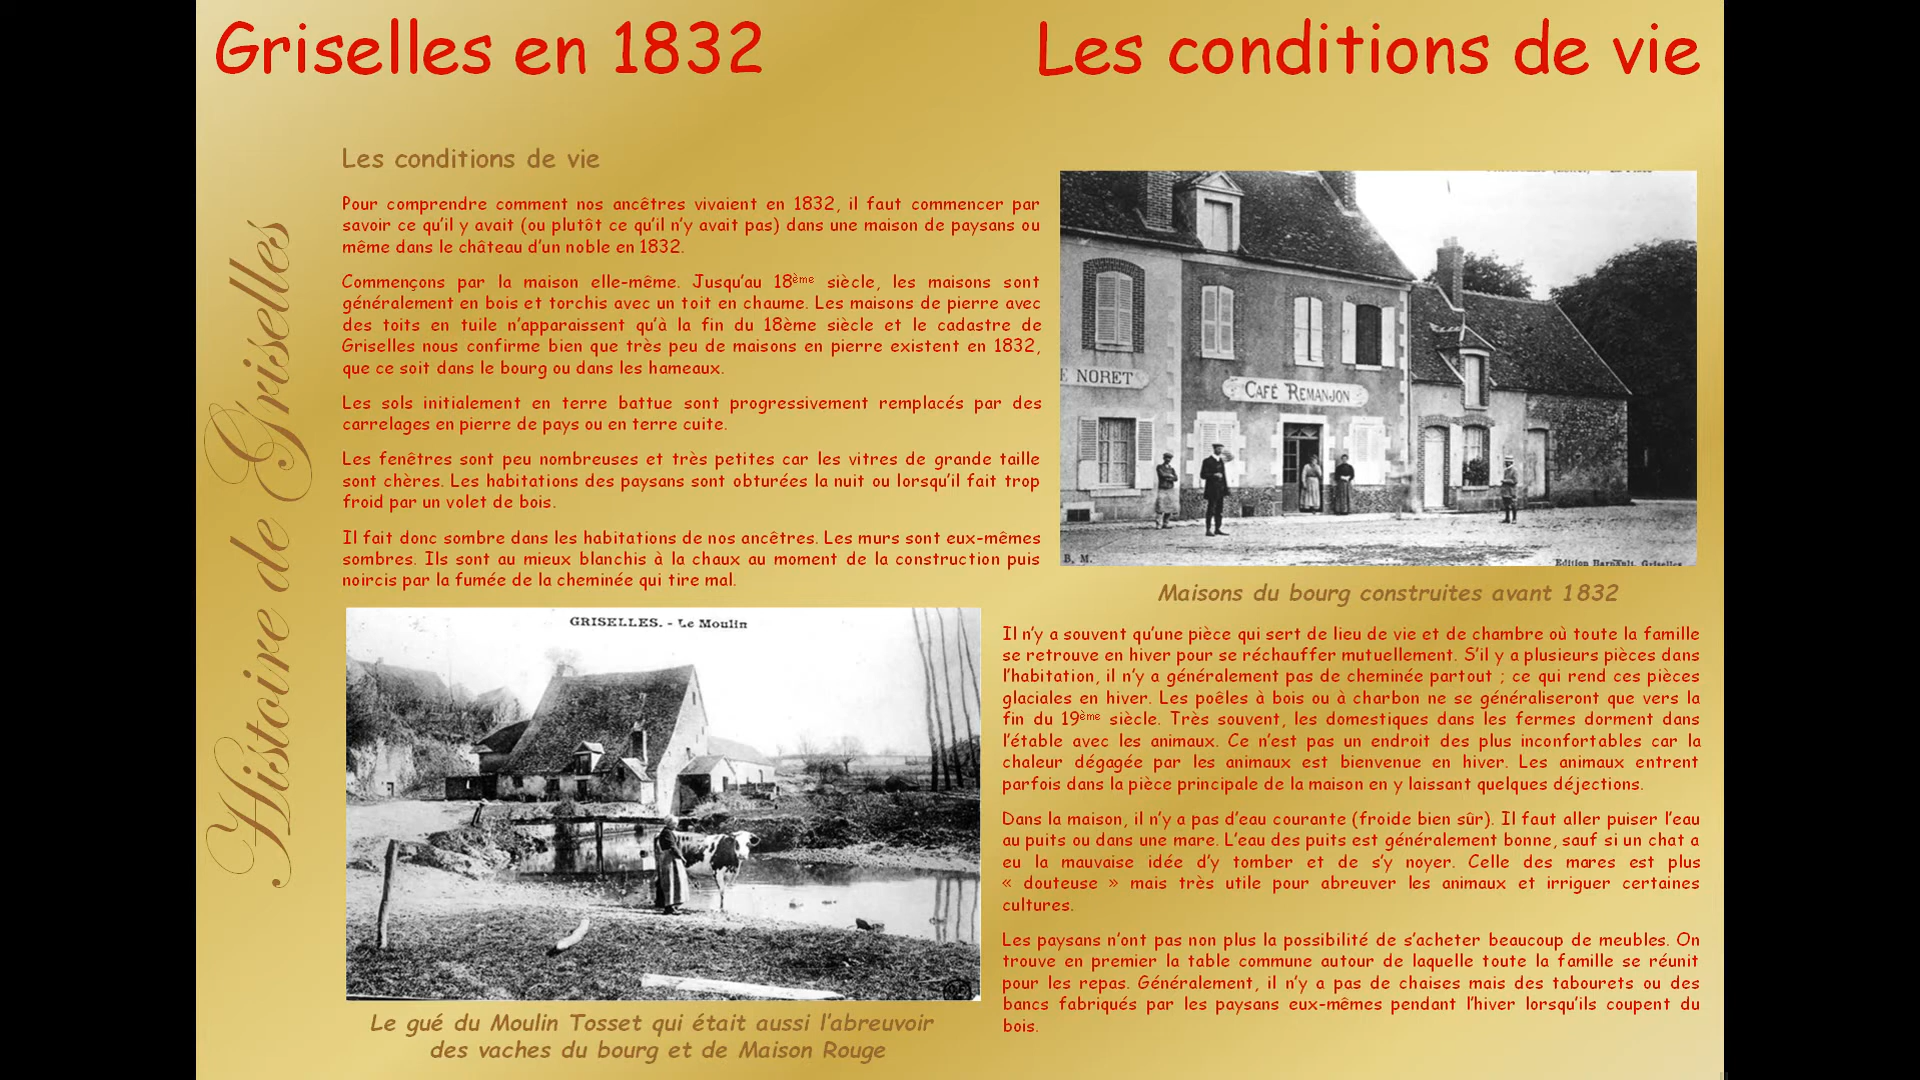 Griselles en 1832
Les conditions de vie
Histoire de Griselles
Les conditions de vie
Pour comprendre comment nos ancêtres vivaient en 1832, il faut commencer par
savoir ce qu'il y avait (ou plutôt ce qu'il n'y avait pas) dans une maison de paysans ou
même dans le château d'un noble en 1832.
Commençons par la maison elle-même. Jusqu'au 18ème siècle, les maisons sont
généralement en bois et torchis avec un toit en chaume. Les maisons de pierre avec
des toits en tuile n'apparaissent qu'à la fin du 18ème siècle et le cadastre de
Griselles nous confirme bien que très peu de maisons en pierre existent en 1832,
que ce soit dans le bourg ou dans les hameaux.
Les sols initialement en terre battue sont progressivement remplacés par des
carrelages en pierre de pays ou en terre cuite.
Les fenêtres sont peu nombreuses et très petites car les vitres de grande taille
sont chères. Les habitations des paysans sont obturées la nuit ou lorsqu'il fait trop
froid par un volet de bois.
Il fait donc sombre dans les habitations de nos ancêtres. Les murs sont eux-mêmes
sombres. Ils sont au mieux blanchis à la chaux au moment de la construction puis
noircis par la fumée de la cheminée qui tire mal.
GRISELLES. - Le Moulin
Le gué du Moulin Tosset qui était aussi l'abreuvoir
des vaches du bourg et de Maison Rouge
E NORET
CAFÉ REMANJON
B. M.
Edition Barnault, Griselles
Maisons du bourg construites avant 1832
Il n'y a souvent qu'une pièce qui sert de lieu de vie et de chambre où toute la famille
se retrouve en hiver pour se réchauffer mutuellement. S'il y a plusieurs pièces dans
l'habitation, il n'y a généralement pas de cheminée partout ; ce qui rend ces pièces
glaciales en hiver. Les poêles à bois ou à charbon ne se généraliseront que vers la
fin du 19ème siècle. Très souvent, les domestiques dans les fermes dorment dans
l'étable avec les animaux. Ce n'est pas un endroit des plus inconfortables car la
chaleur dégagée par les animaux est bienvenue en hiver. Les animaux entrent
parfois dans la pièce principale de la maison en y laissant quelques déjections.
Dans la maison, il n'y a pas d'eau courante (froide bien sûr). Il faut aller puiser l'eau
au puits ou dans une mare. L'eau des puits est généralement bonne, sauf si un chat a
eu la mauvaise idée d'y tomber et de s'y noyer. Celle des mares est plus
« douteuse » mais très utile pour abreuver les animaux et irriguer certaines
cultures.
Les paysans n'ont pas non plus la possibilité de s'acheter beaucoup de meubles. On
trouve en premier la table commune autour de laquelle toute la famille se réunit
pour les repas. Généralement, il n'y a pas de chaises mais des tabourets ou des
bancs fabriqués par les paysans eux-mêmes pendant l'hiver lorsqu'ils coupent du
bois.